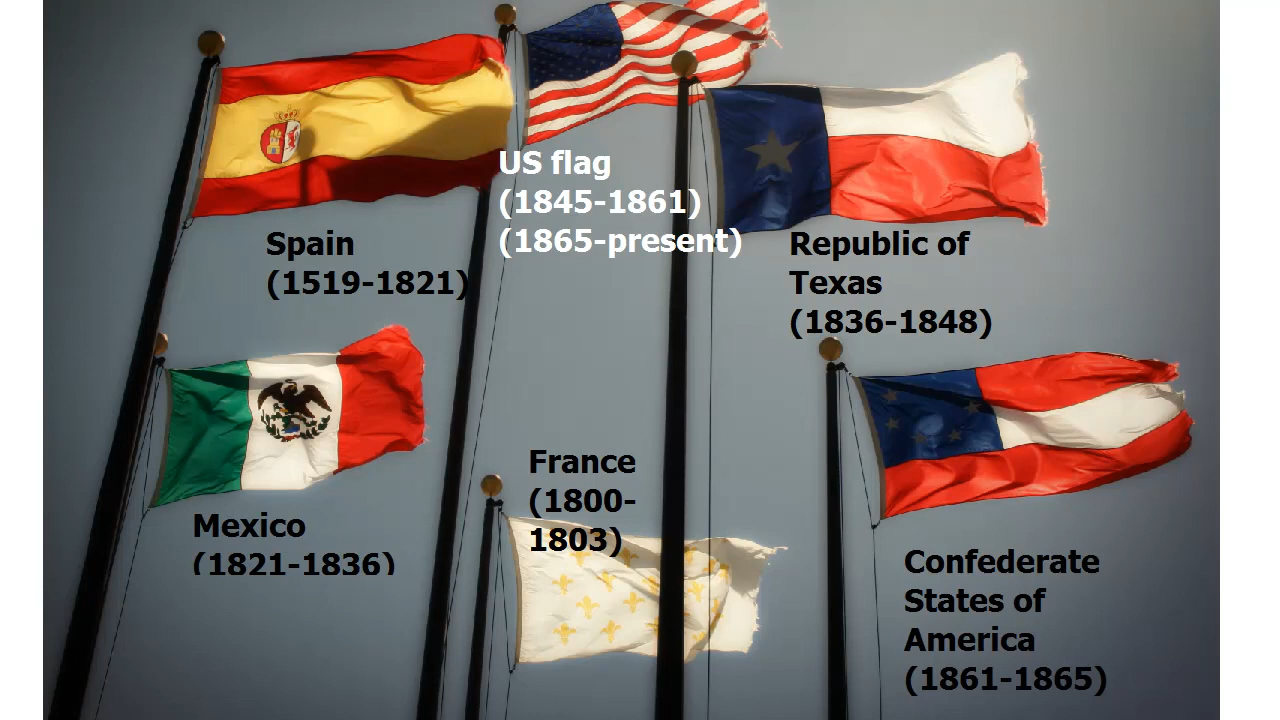 Spain
(1519-1821)
US flag
(1845-1861)
(1865-present)
Republic of
Texas
(1836-1848)
Mexico
(1821-1836)
France
(1800-
1803)
Confederate
States of
America
(1861-1865)